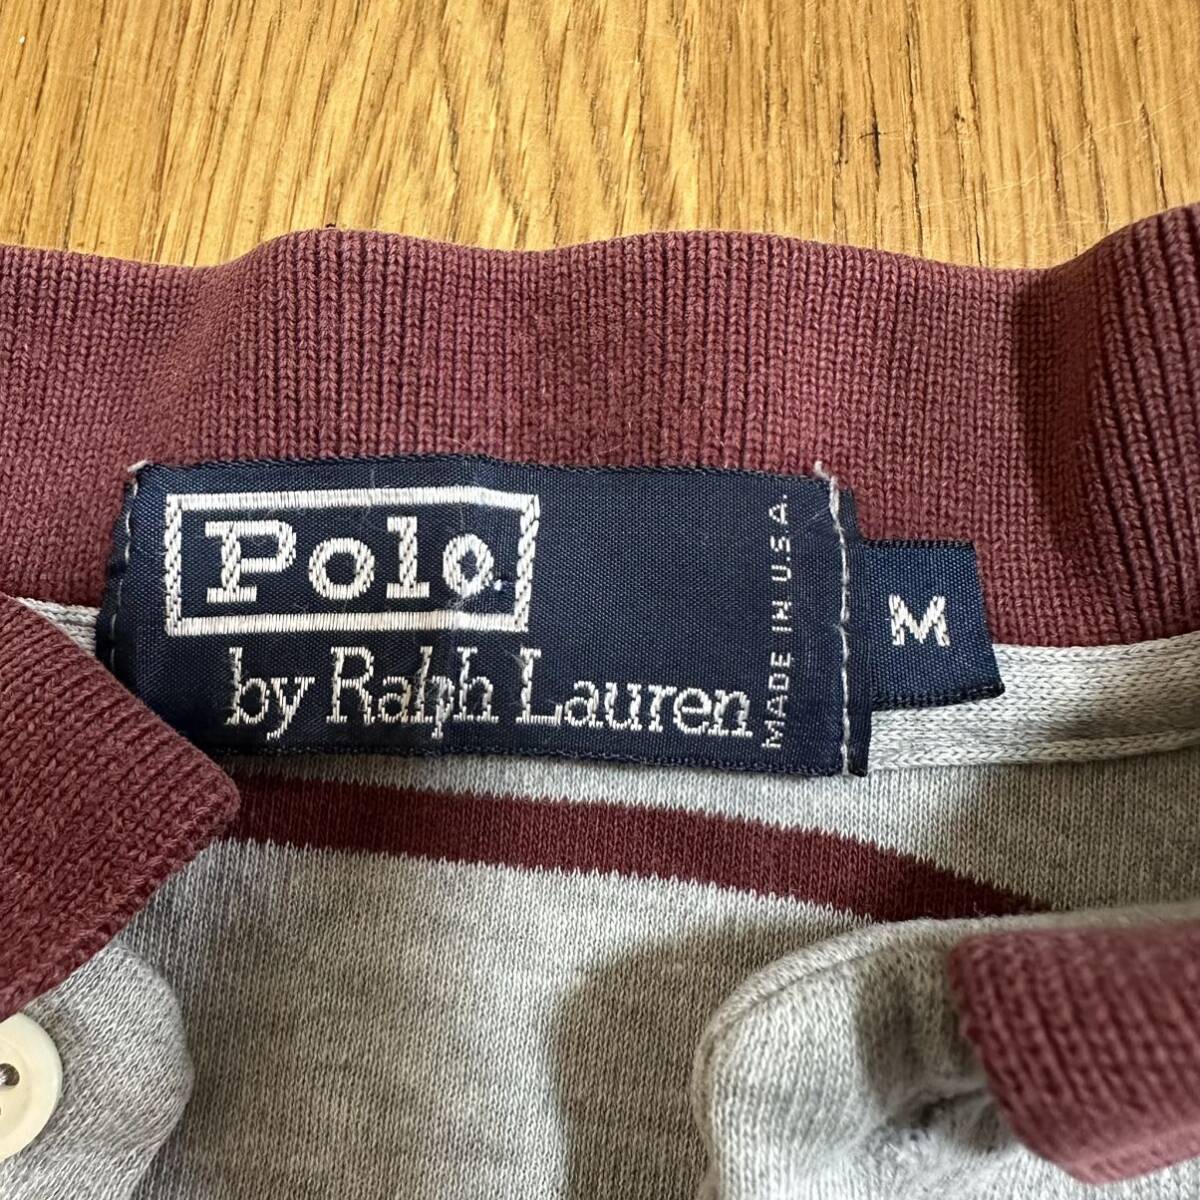 Polo
by Ralph Lauren
MADE IN U.S.A.
M